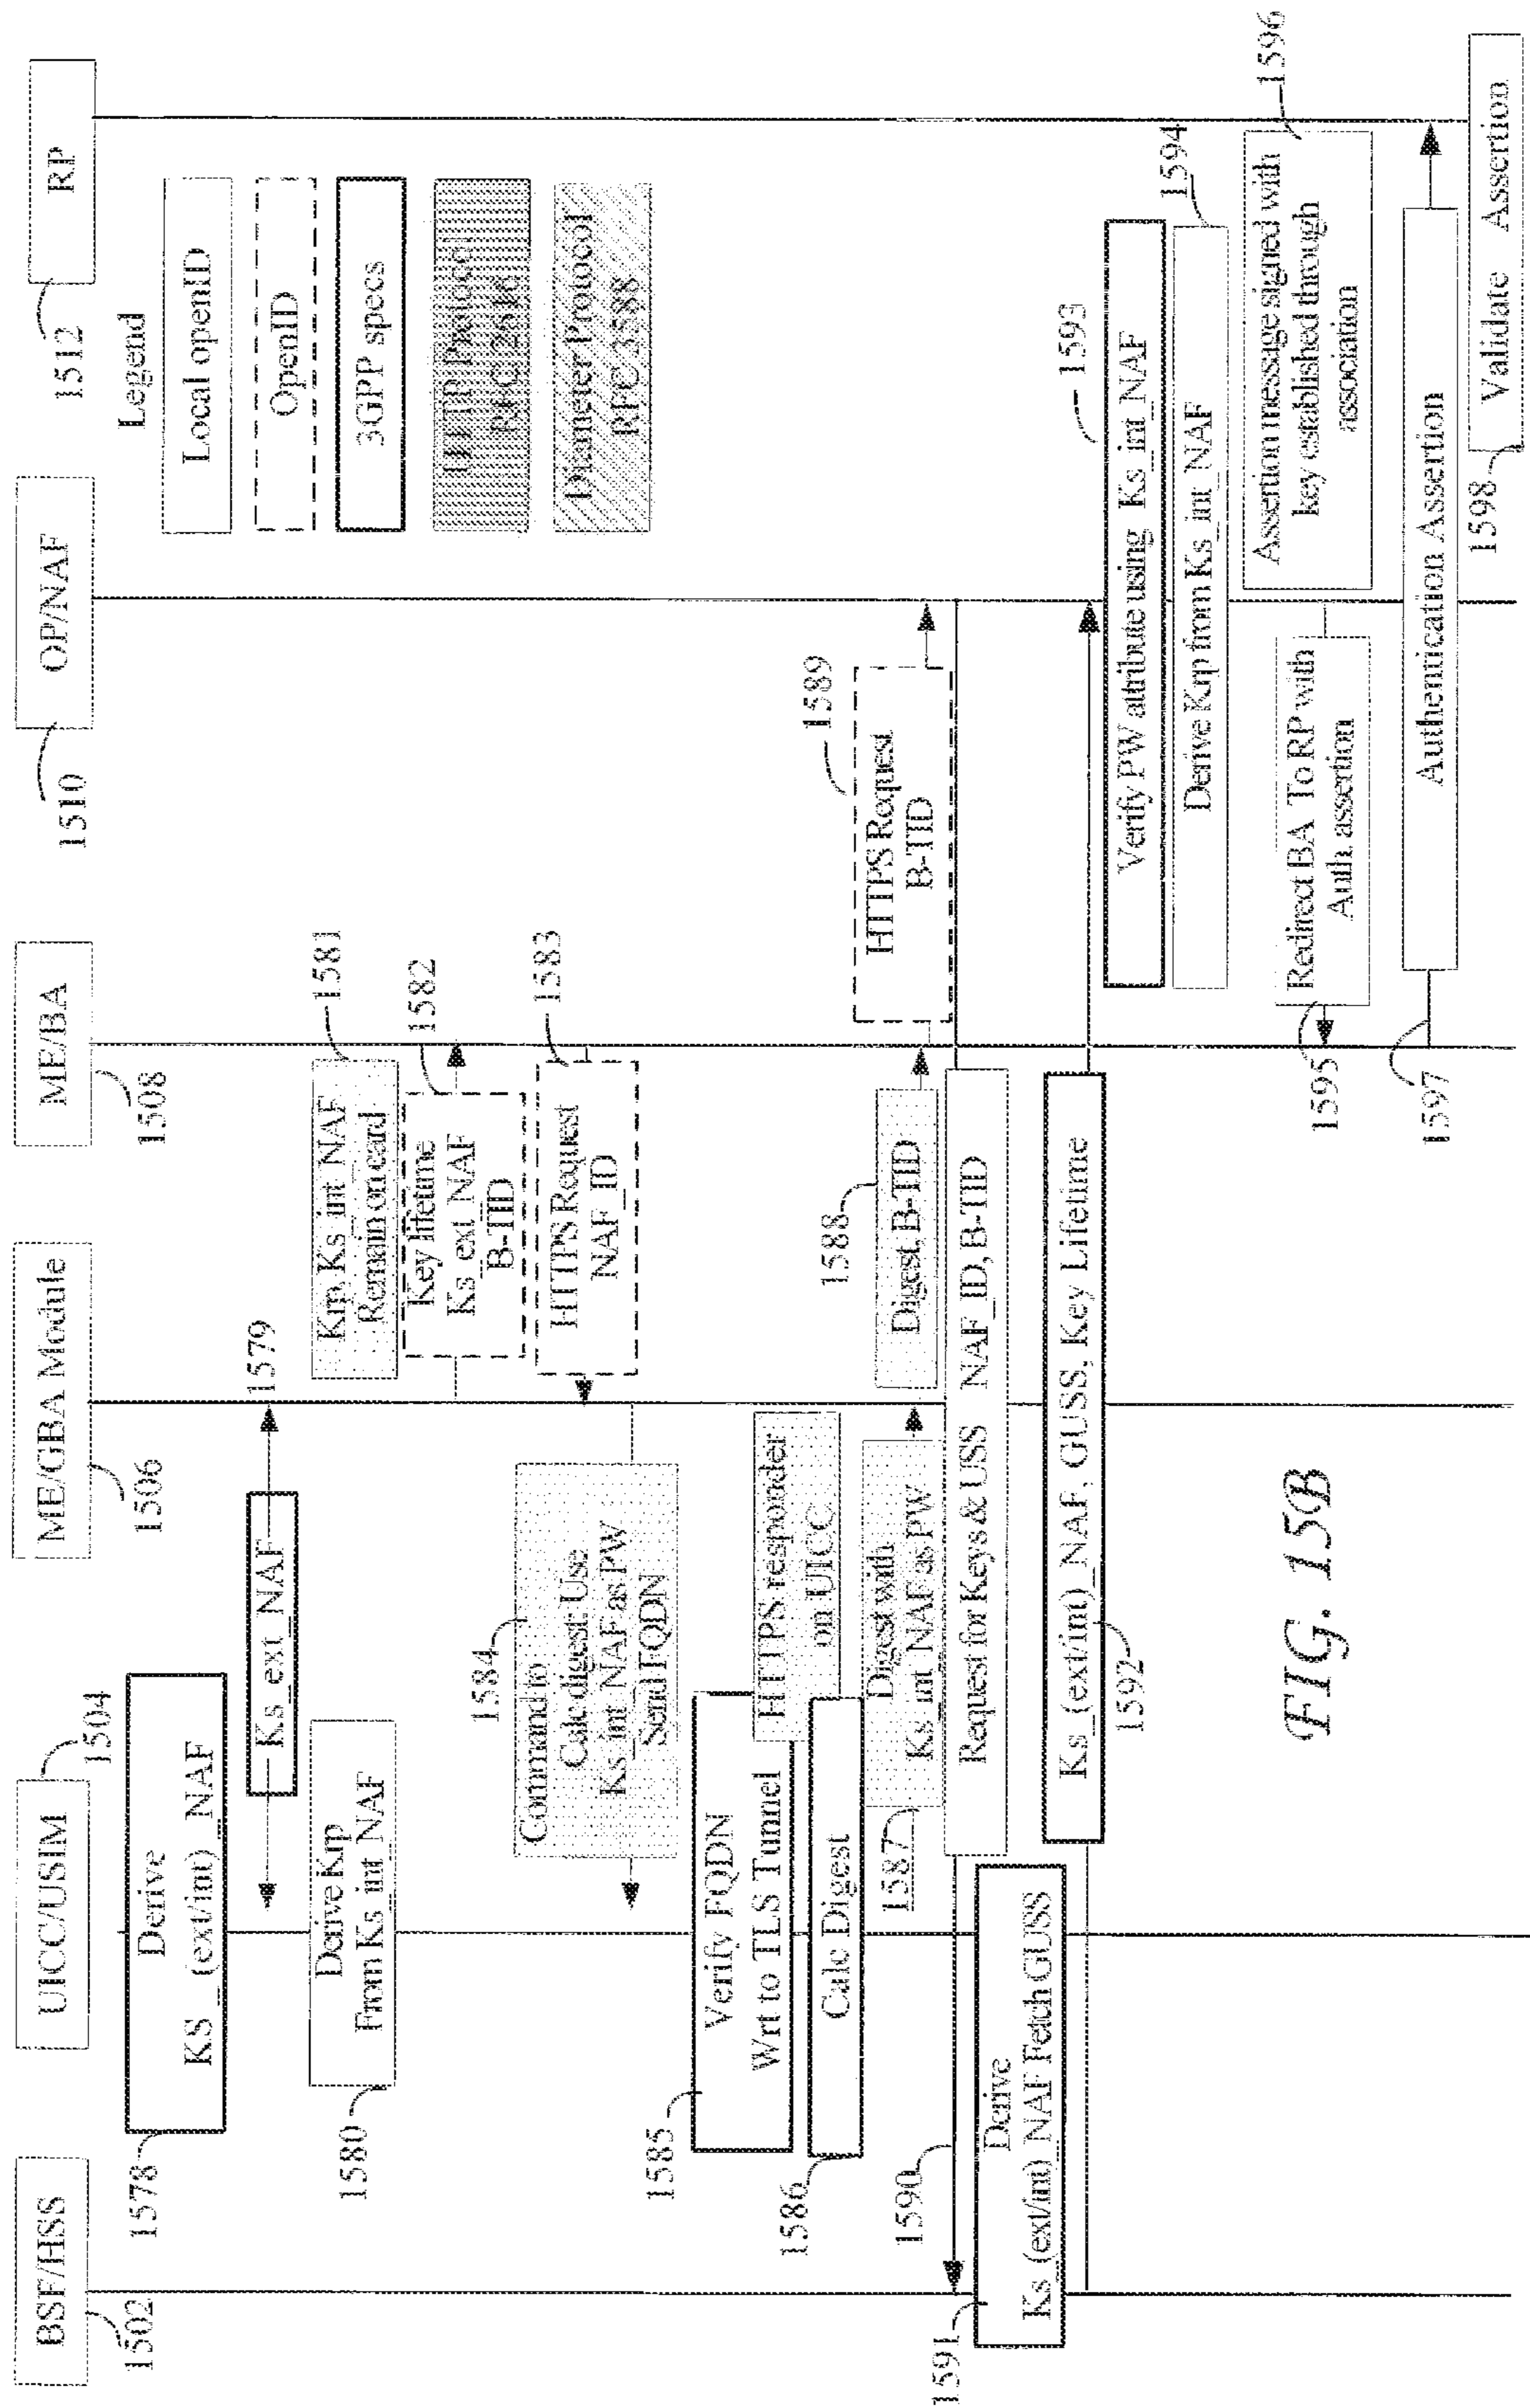 BSF/HSS
1502
UICC/USIM
1504
ME/GBA Module
1506
ME/BA
1508
OP/NAF
1510
RP
1512
Legend
Local openID
OpenID
3GPP specs
Protocol
Diameter Protocol
RFC3588
Derive
KS_(ext/int)_NAF
1578
Ks_ext_NAF
1579
Derive Krp
From Ks_int_NAF
1580
Krp, Ks_int_NAF
Remain on card
1581
Key lifetime
Ks_ext_NAF
B-TID
1582
HTTPS Request
NAF_ID
1583
Command to
Calc digest: Use
Ks_int_NAF as PW
Send FQDN
1584
Verify FQDN
Wrt to TLS Tunnel
1585
HTTPS responder
on UICC
Calc Digest
1586
Digest with
Ks_int_NAF as PW
1587
Digest, B-TID
1588
HTTPS Request
B-TID
1589
Request for Keys & USS NAF_ID, B-TID
1590
Derive
Ks_(ext/int)_NAF Fetch GUSS
1591
Ks_(ext/int)_NAF, GUSS, Key Lifetime
1592
Verify PW attribute using Ks_int_NAF
1593
Derive Krp from Ks_int_NAF
1594
Assertion message signed with
key established through
association
1596
Redirect BA To RP with
Auth. assertion
1595
Authentication Assertion
1597
Validate Assertion
1598
FIG. 15B